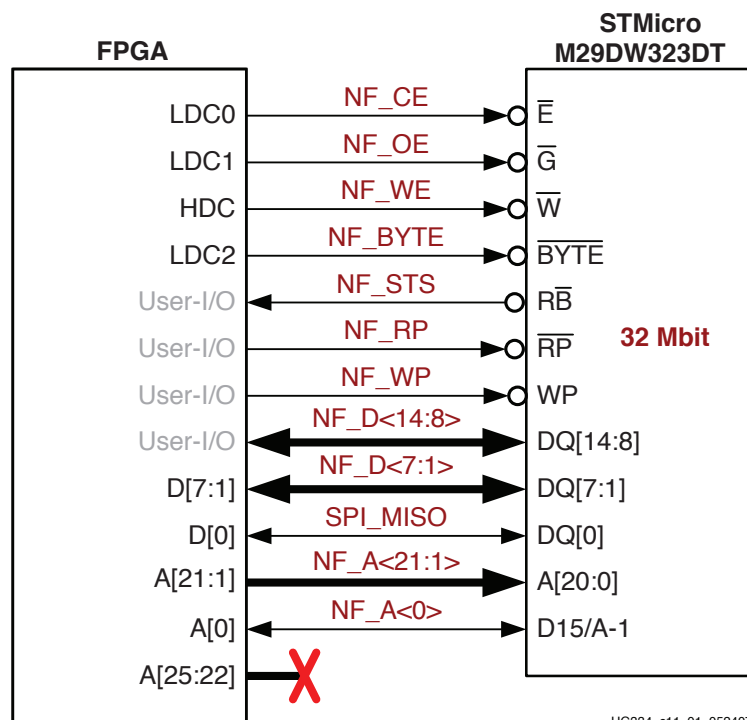 STMicro
FPGA M29DW323DT
LDC0 NF_CE E̅
LDC1 NF_OE G̅
HDC NF_WE W̅
LDC2 NF_BYTE B̅Y̅T̅E̅
User-I/O NF_STS RB̅
User-I/O NF_RP R̅P̅ 32 Mbit
User-I/O NF_WP WP
User-I/O NF_D<14:8> DQ[14:8]
D[7:1] NF_D<7:1> DQ[7:1]
D[0] SPI_MISO DQ[0]
A[21:1] NF_A<21:1> A[20:0]
A[0] NF_A<0> D15/A-1
A[25:22]